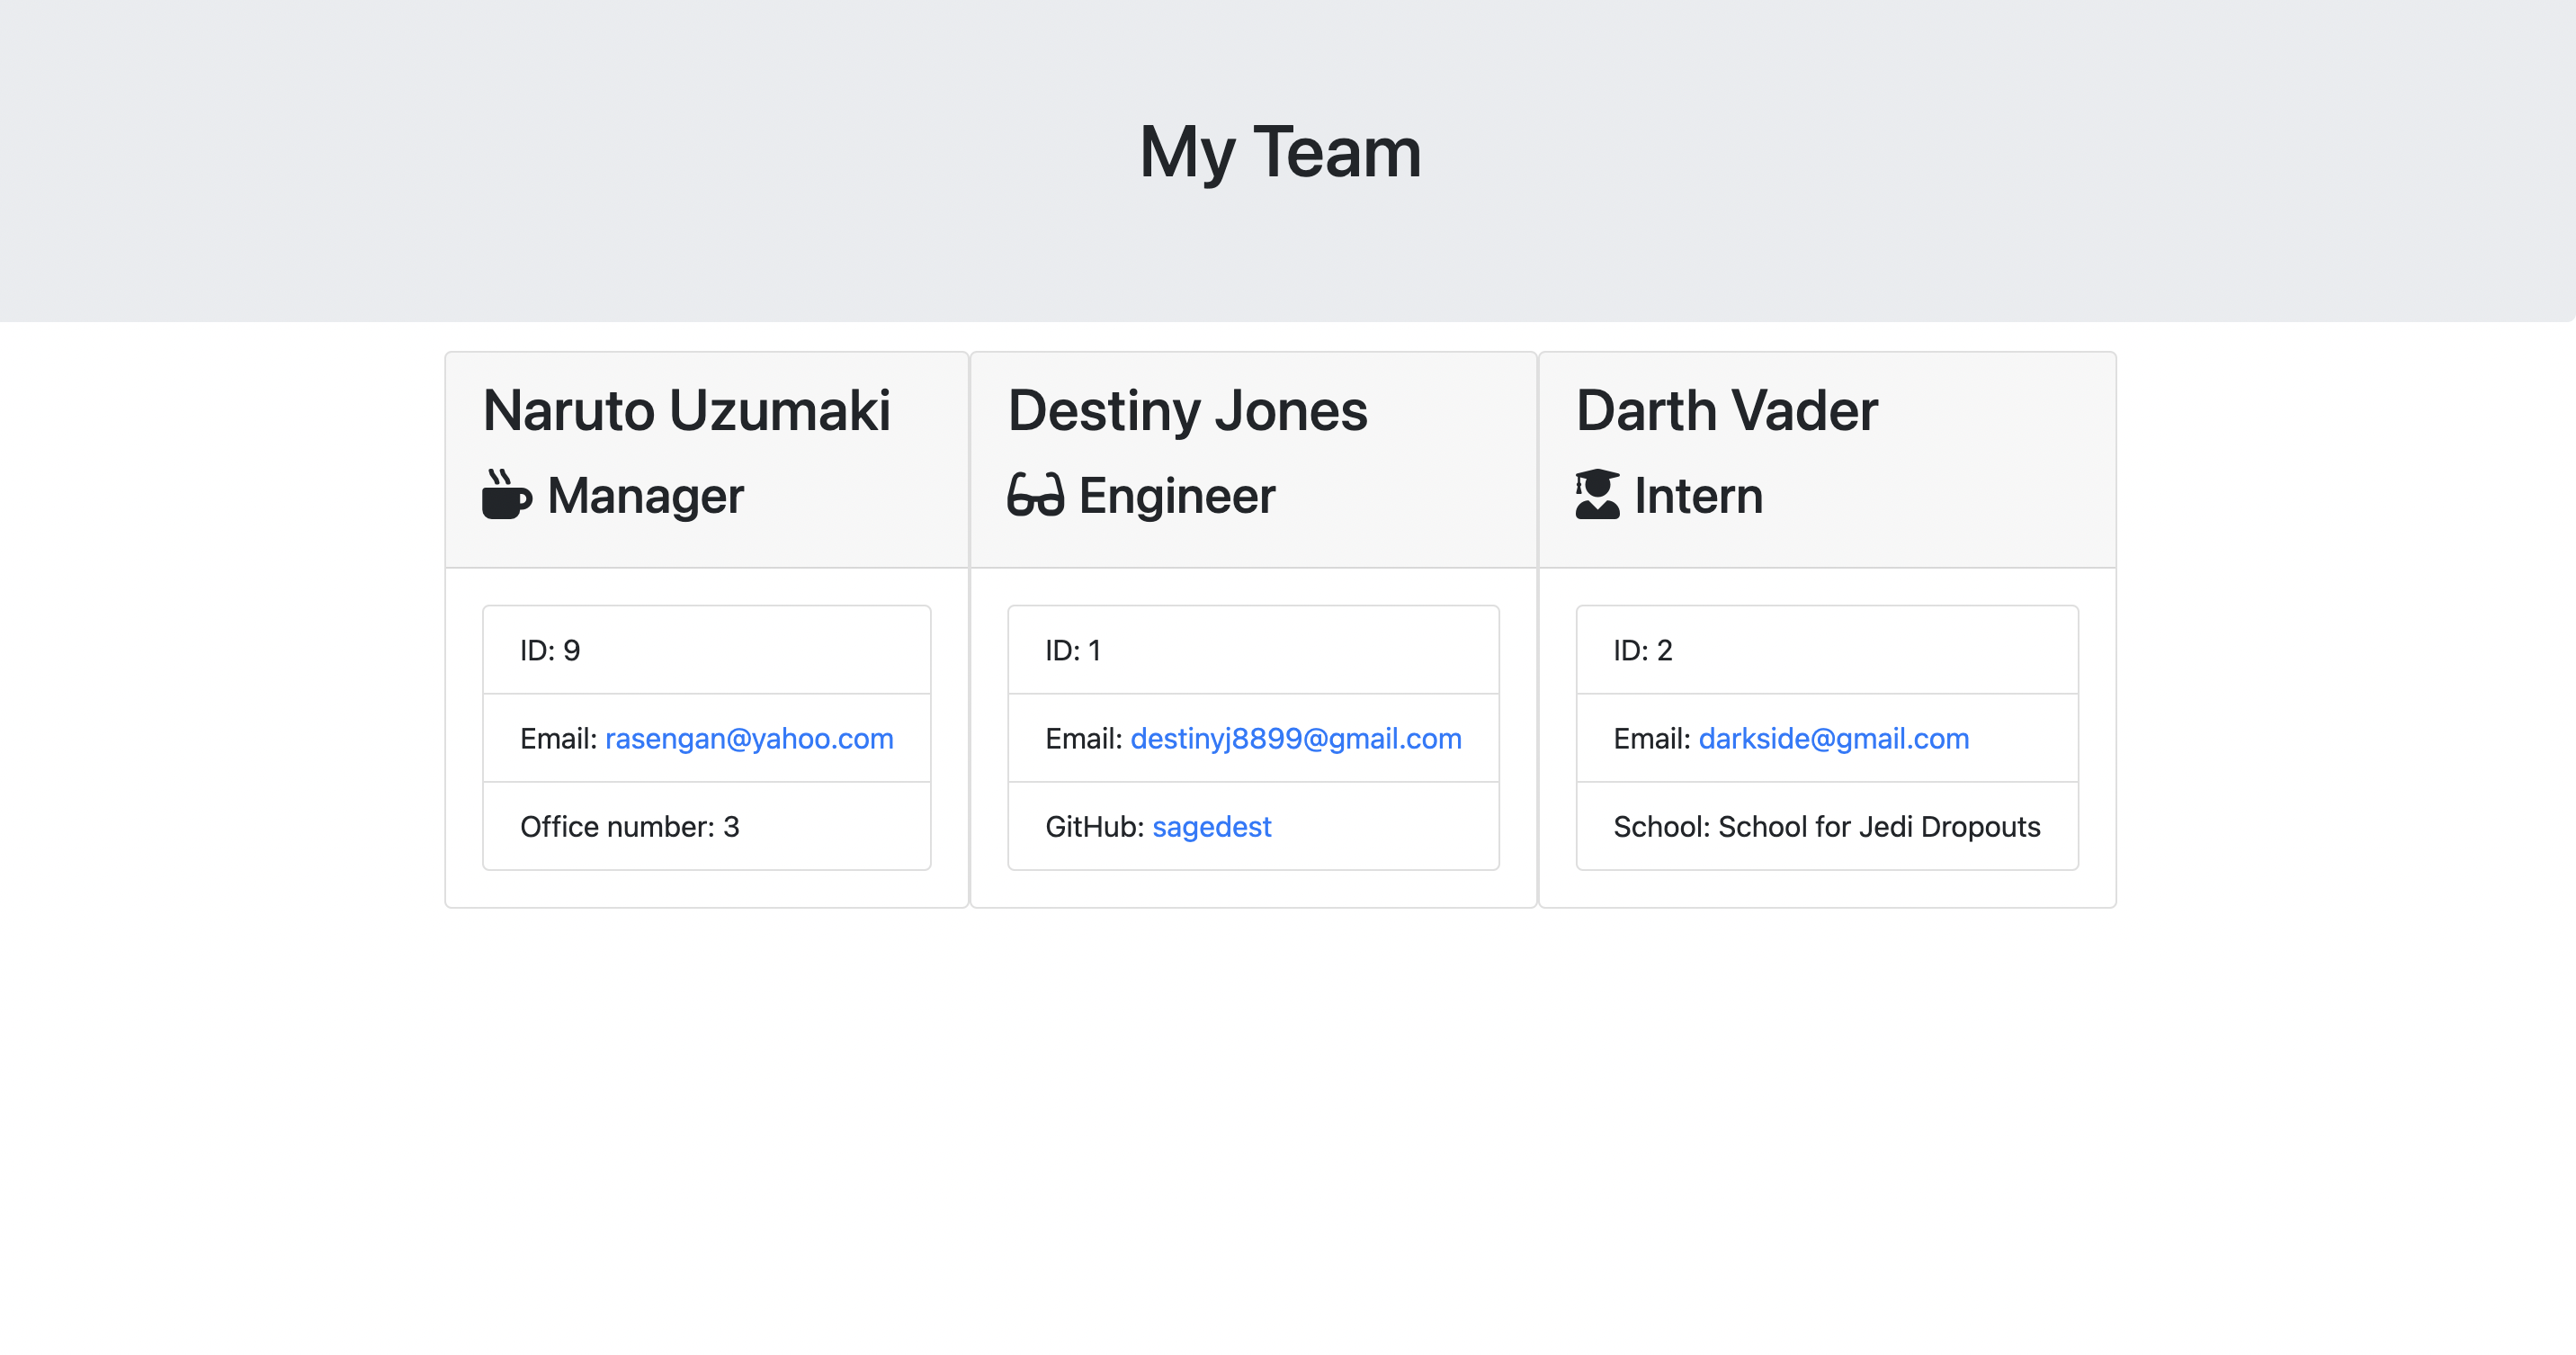 My Team
Naruto Uzumaki
Manager
ID: 9
Email: rasengan@yahoo.com
Office number: 3
Destiny Jones
Engineer
ID: 1
Email: destinyj8899@gmail.com
GitHub: sagedest
Darth Vader
Intern
ID: 2
Email: darkside@gmail.com
School: School for Jedi Dropouts